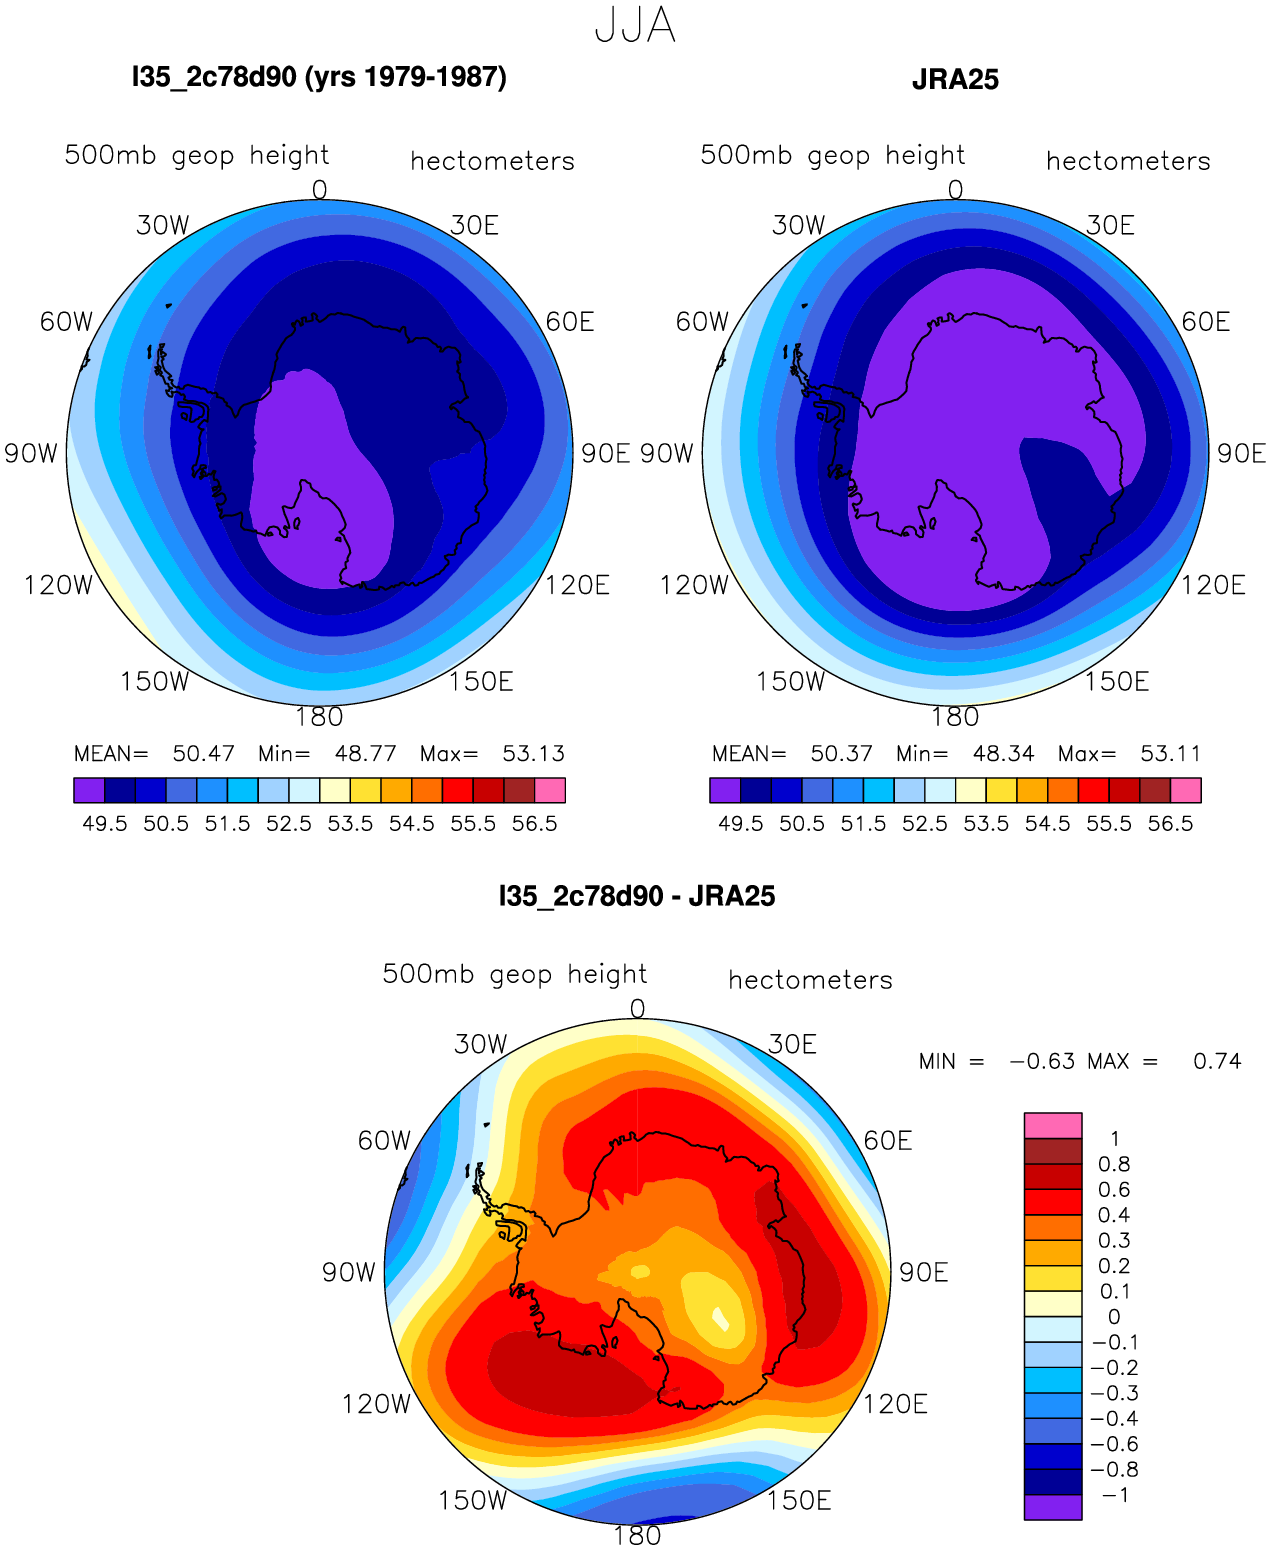 JJA
I35_2c78d90 (yrs 1979-1987)
JRA25
500mb geop height hectometers
500mb geop height hectometers
0
0
30W 30E
30W 30E
60W 60E
60W 60E
90W 90E
90W 90E
120W 120E
120W 120E
150W 150E
150W 150E
180
180
MEAN= 50.47 Min= 48.77 Max= 53.13
MEAN= 50.37 Min= 48.34 Max= 53.11
49.5 50.5 51.5 52.5 53.5 54.5 55.5 56.5
49.5 50.5 51.5 52.5 53.5 54.5 55.5 56.5
I35_2c78d90 - JRA25
500mb geop height hectometers
0
30W 30E
MIN = -0.63 MAX = 0.74
60W 60E
90W 90E
120W 120E
150W 150E
180
1
0.8
0.6
0.4
0.3
0.2
0.1
0
-0.1
-0.2
-0.3
-0.4
-0.6
-0.8
-1